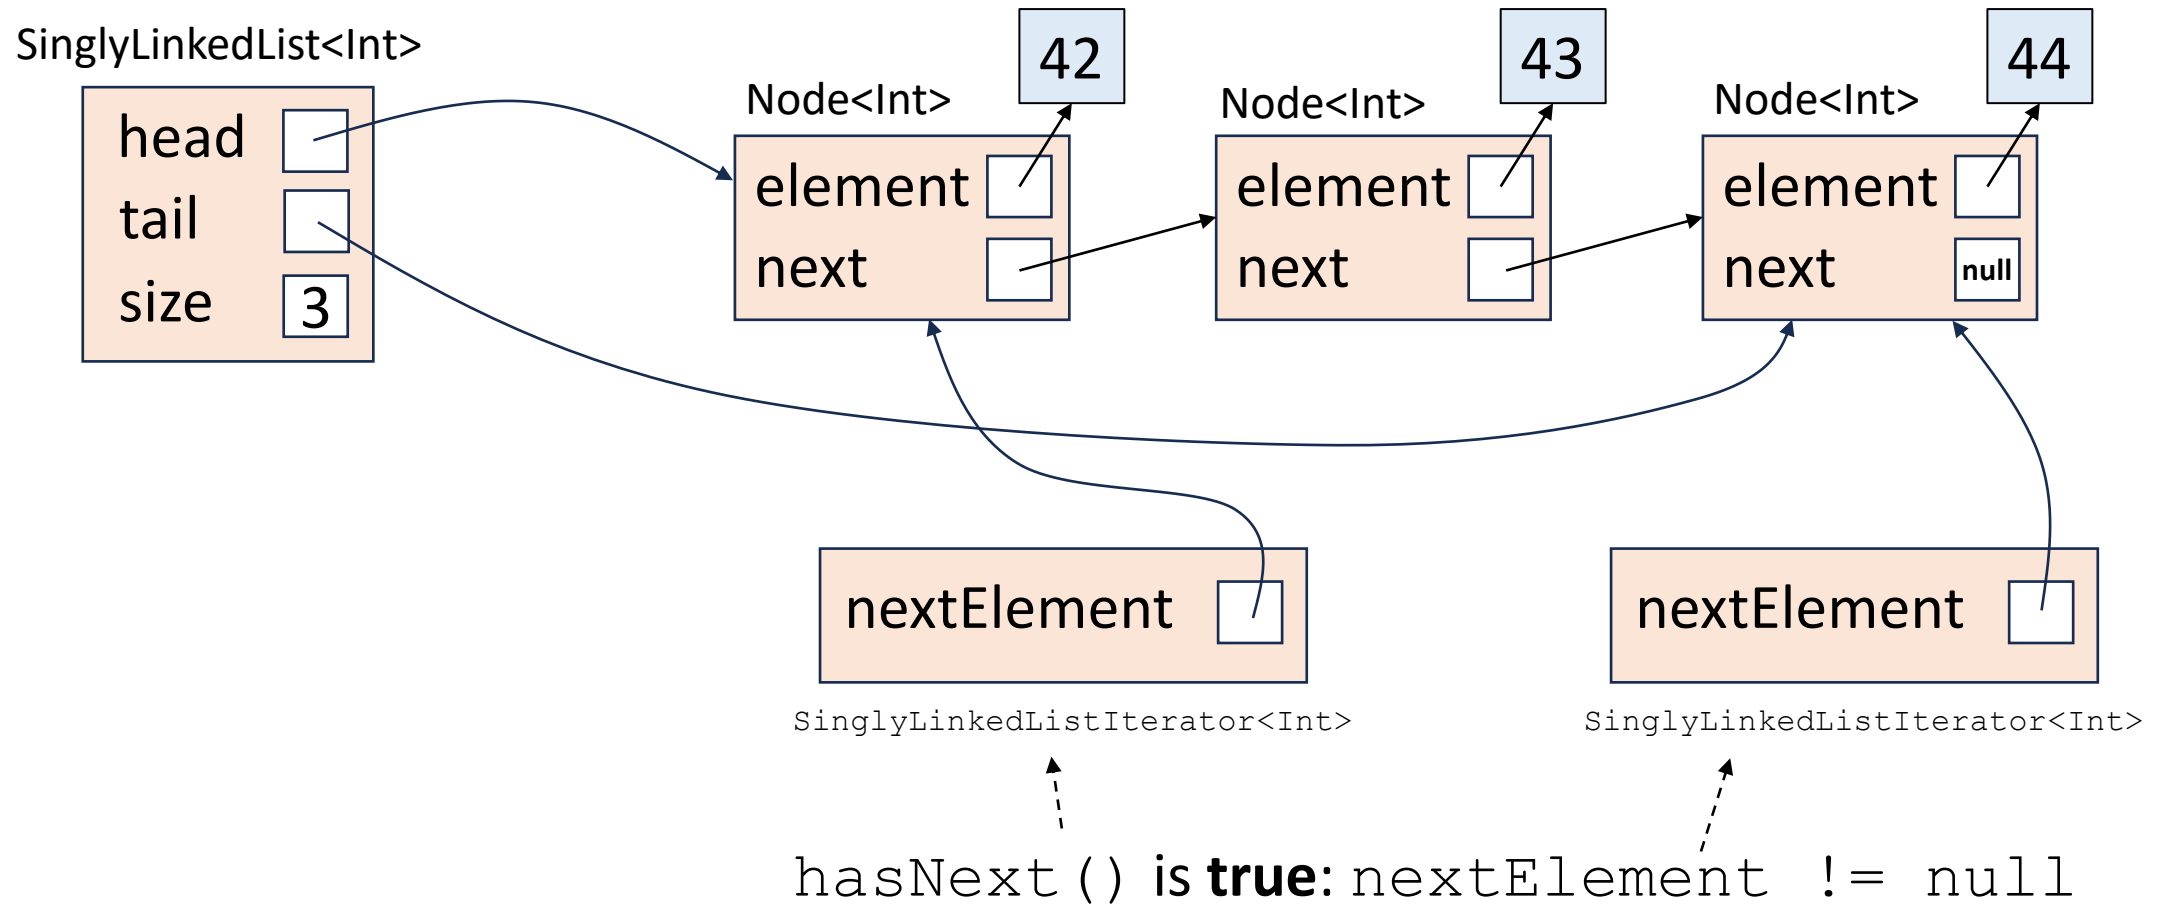 SinglyLinkedList<Int>
head
tail
size 3
42
Node<Int>
element
next
43
Node<Int>
element
next
44
Node<Int>
element
next null
nextElement
SinglyLinkedListIterator<Int>
nextElement
SinglyLinkedListIterator<Int>
hasNext() is true: nextElement != null